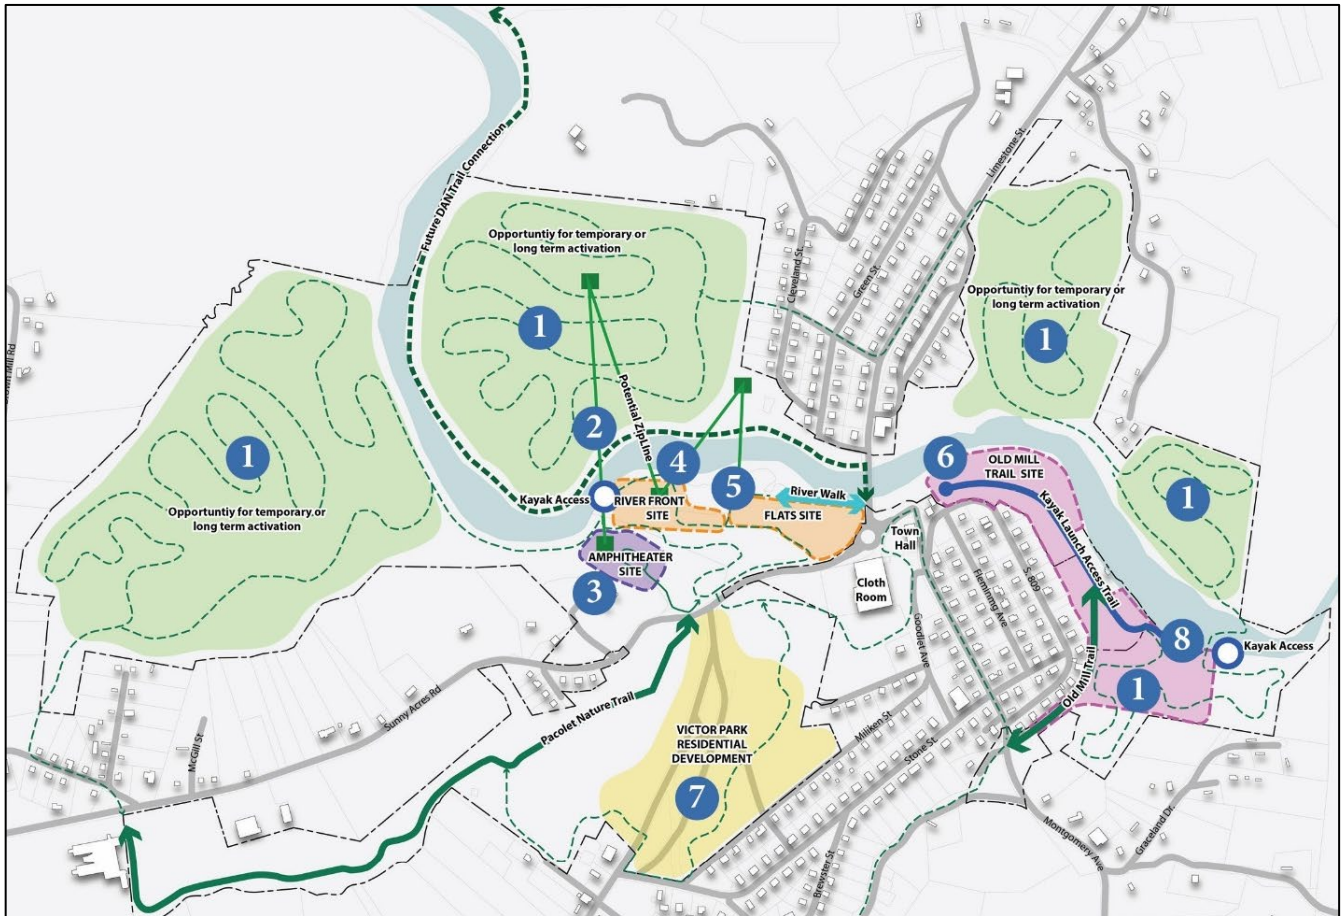 Future DAN Trail Connection
Limestone St.
Opportuntiy for temporary or
long term activation
1
Cleveland St.
Green St.
Opportuntiy for temporary or
long term activation
1
Potential ZipLine
1
Opportuntiy for temporary or
long term activation
2
4
5
6
OLD MILL
TRAIL SITE
1
Kayak Access
RIVER FRONT
SITE
River Walk
FLATS SITE
Kayak Launch Access Trail
Town
Hall
AMPHITHEATER
SITE
3
Cloth
Room
Fleminmg Ave
S. 809
Goodlet Ave
8
Kayak Access
Old Mill Trail
1
Sunny Acres Rd
Pacolet Nature Trail
McGill St
VICTOR PARK
RESIDENTIAL
DEVELOPMENT
7
Milliken St.
Stone St.
Montgomery Ave
Graceland Dr.
Brewster St